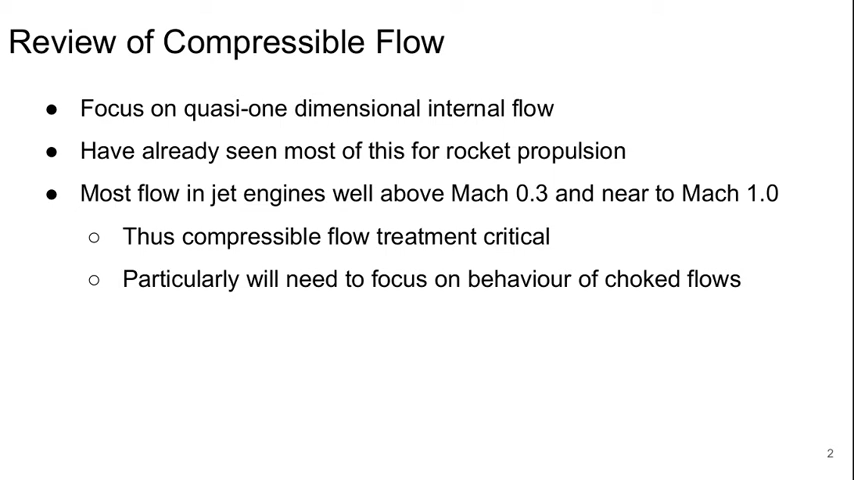 Review of Compressible Flow
● Focus on quasi-one dimensional internal flow
● Have already seen most of this for rocket propulsion
● Most flow in jet engines well above Mach 0.3 and near to Mach 1.0
○ Thus compressible flow treatment critical
○ Particularly will need to focus on behaviour of choked flows
2